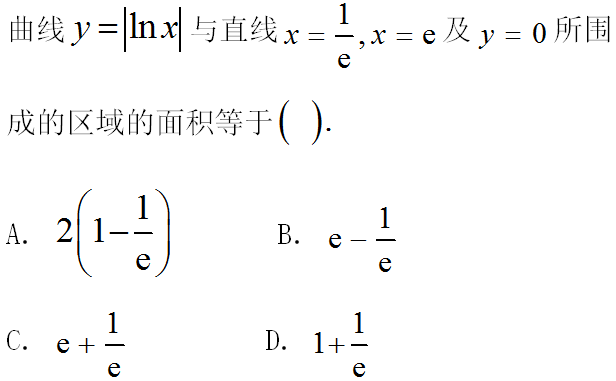 曲线 y=|ln x| 与直线 x = 1/e , x = e 及 y = 0 所围
成的区域的面积等于( ).
A. 2(1−1/e) B. e − 1/e
C. e + 1/e D. 1+1/e